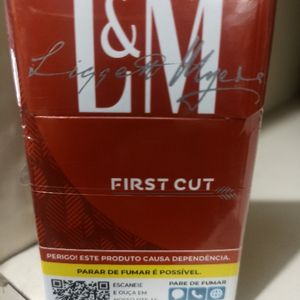 L&M
Liggett Myers
FIRST CUT
PERIGO! ESTE PRODUTO CAUSA DEPENDÊNCIA.
PARAR DE FUMAR É POSSÍVEL.
ESCANEIE
E OUÇA EM
PARE DE FUMAR